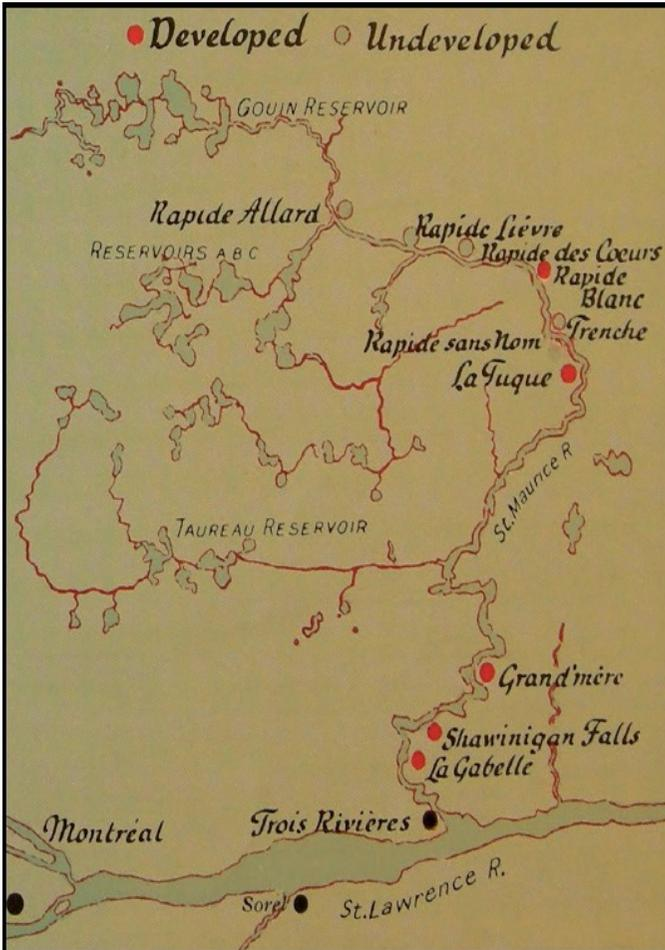 Developed Undeveloped
GOUIN RESERVOIR
Rapide Allard
Rapide Lièvre
RESERVOIRS A B C
Rapide des Cœurs
Rapide
Blanc
Trenche
Rapide sans Nom
La Tuque
St. Maurice R
TAUREAU RESERVOIR
Grand'mère
Shawinigan Falls
La Gabelle
Trois Rivières
Montréal
Sorel
St. Lawrence R.